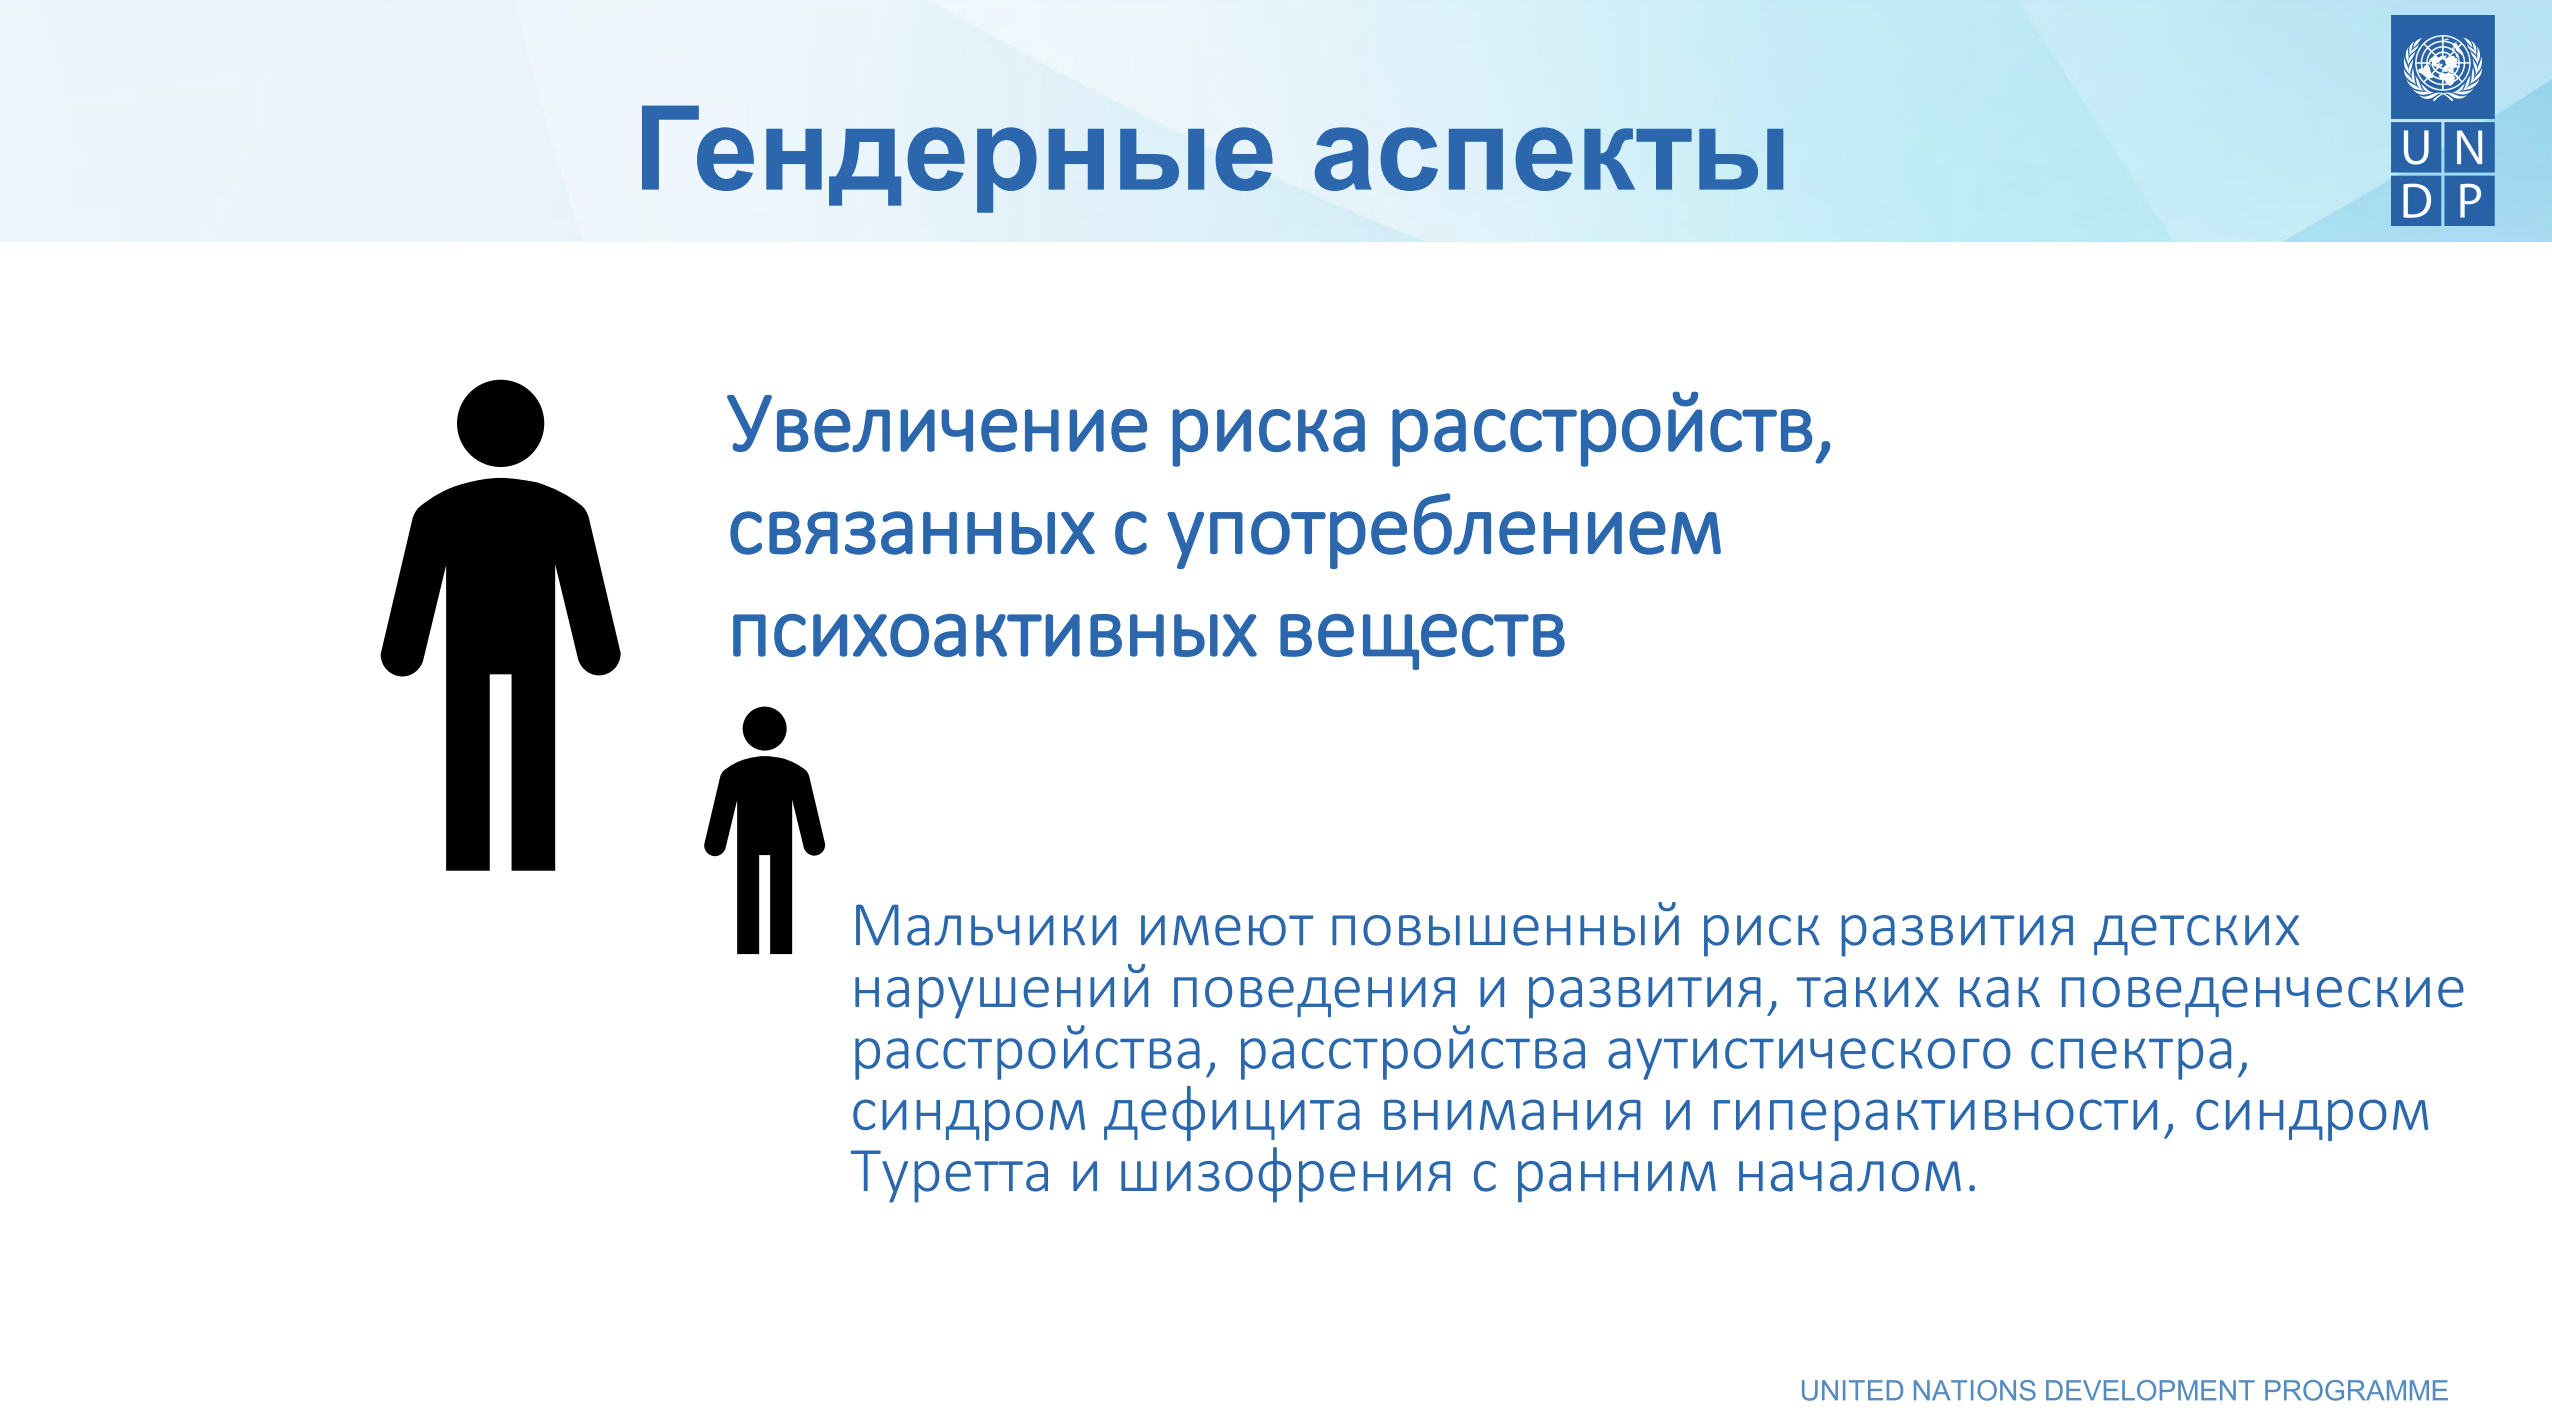 Гендерные аспекты
U N
D P
Увеличение риска расстройств,
связанных с употреблением
психоактивных веществ
Мальчики имеют повышенный риск развития детских
нарушений поведения и развития, таких как поведенческие
расстройства, расстройства аутистического спектра,
синдром дефицита внимания и гиперактивности, синдром
Туретта и шизофрения с ранним началом.
UNITED NATIONS DEVELOPMENT PROGRAMME